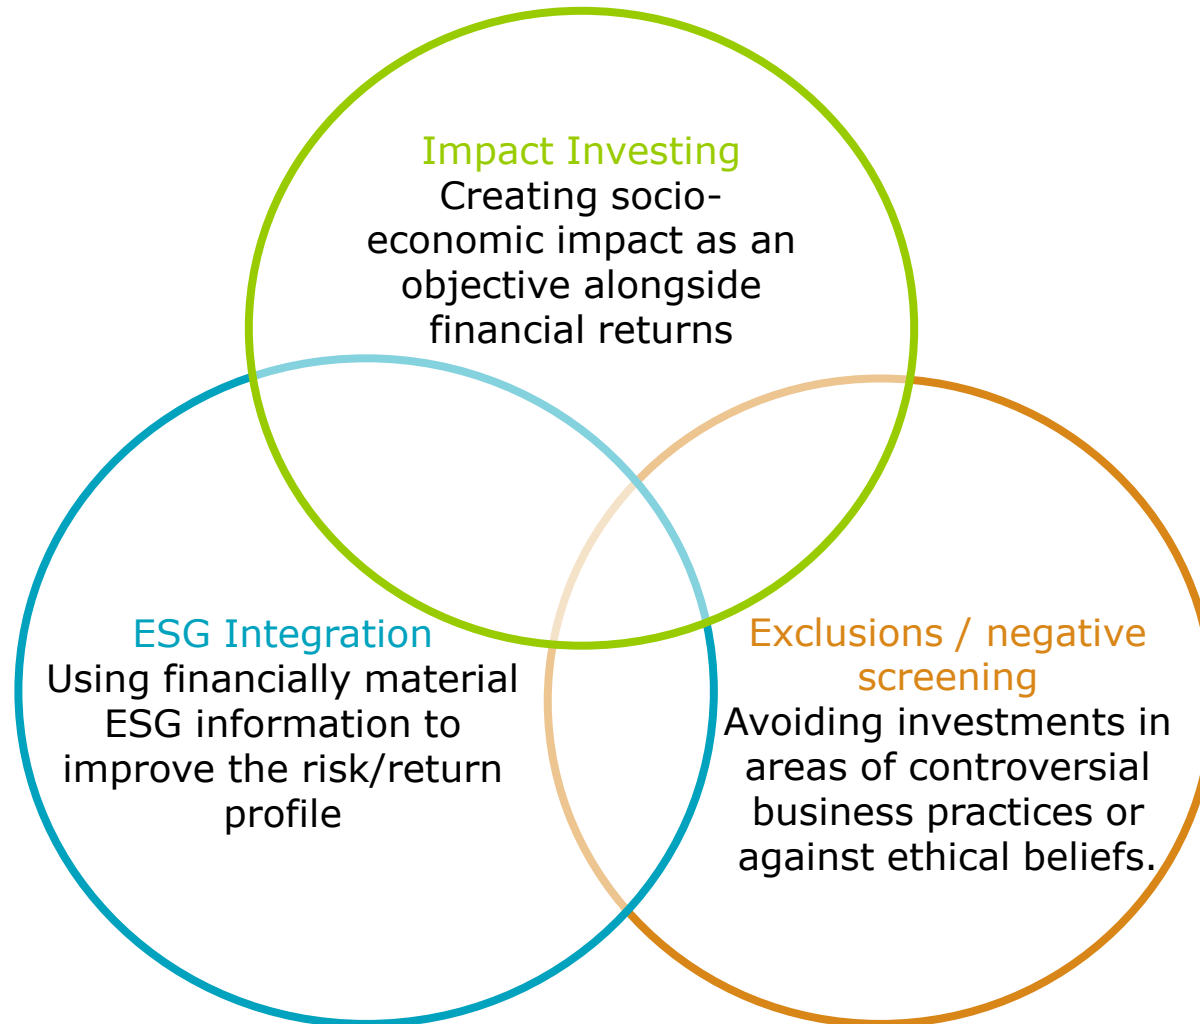 Impact Investing
Creating socio-
economic impact as an
objective alongside
financial returns
ESG Integration
Using financially material
ESG information to
improve the risk/return
profile
Exclusions / negative
screening
Avoiding investments in
areas of controversial
business practices or
against ethical beliefs.